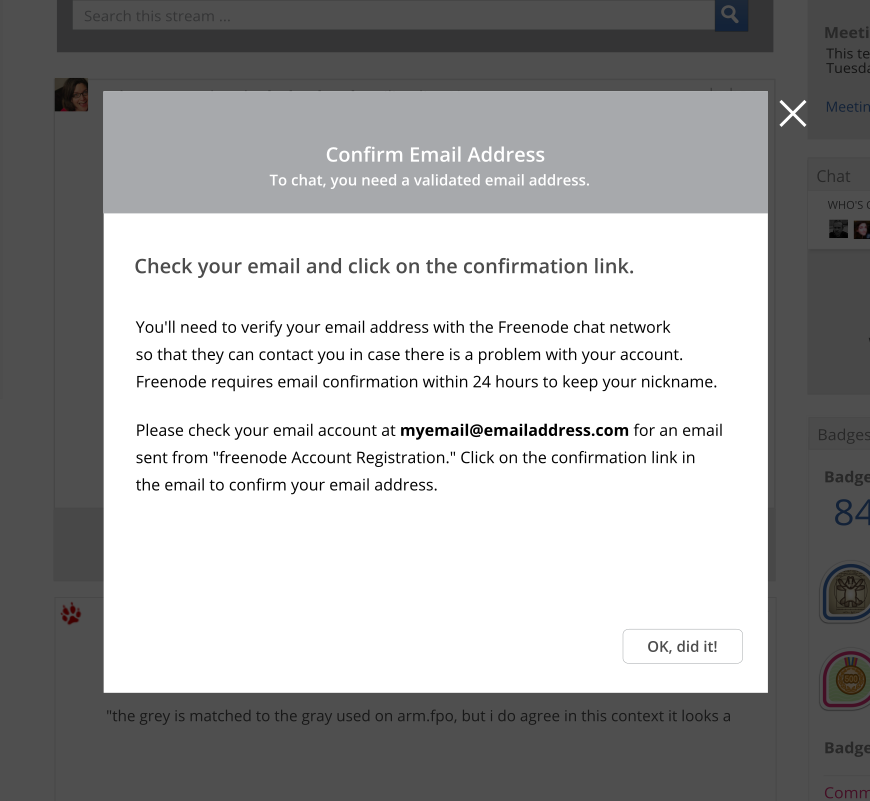 Search this stream ...
Confirm Email Address
To chat, you need a validated email address.
Check your email and click on the confirmation link.
You'll need to verify your email address with the Freenode chat network
so that they can contact you in case there is a problem with your account.
Freenode requires email confirmation within 24 hours to keep your nickname.
Please check your email account at myemail@emailaddress.com for an email
sent from "freenode Account Registration." Click on the confirmation link in
the email to confirm your email address.
OK, did it!
"the grey is matched to the gray used on arm.fpo, but i do agree in this context it looks a
Meeti
This te
Tuesda
Meetin
Chat
WHO'S
Badges
Badge
84
Badge
Comm